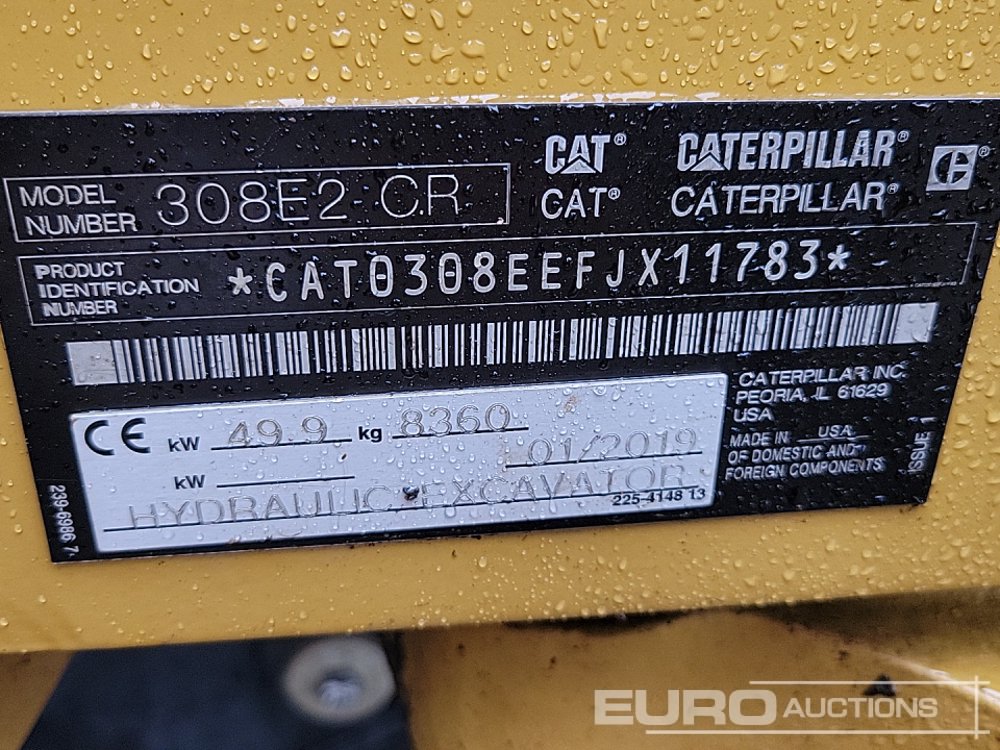 MODEL NUMBER 308E2 CR
CAT® CATERPILLAR®
CAT® CATERPILLAR®
PRODUCT IDENTIFICATION NUMBER *CAT0308EEFJX11783*
CATERPILLAR INC.
PEORIA, IL 61629
USA
CE kW 49.9 kg 8360
01/2019
kW
HYDRAULIC EXCAVATOR
225-4148 13
MADE IN USA
OF DOMESTIC AND
FOREIGN COMPONENTS
ISSUE 1
239-6986 7
EURO AUCTIONS